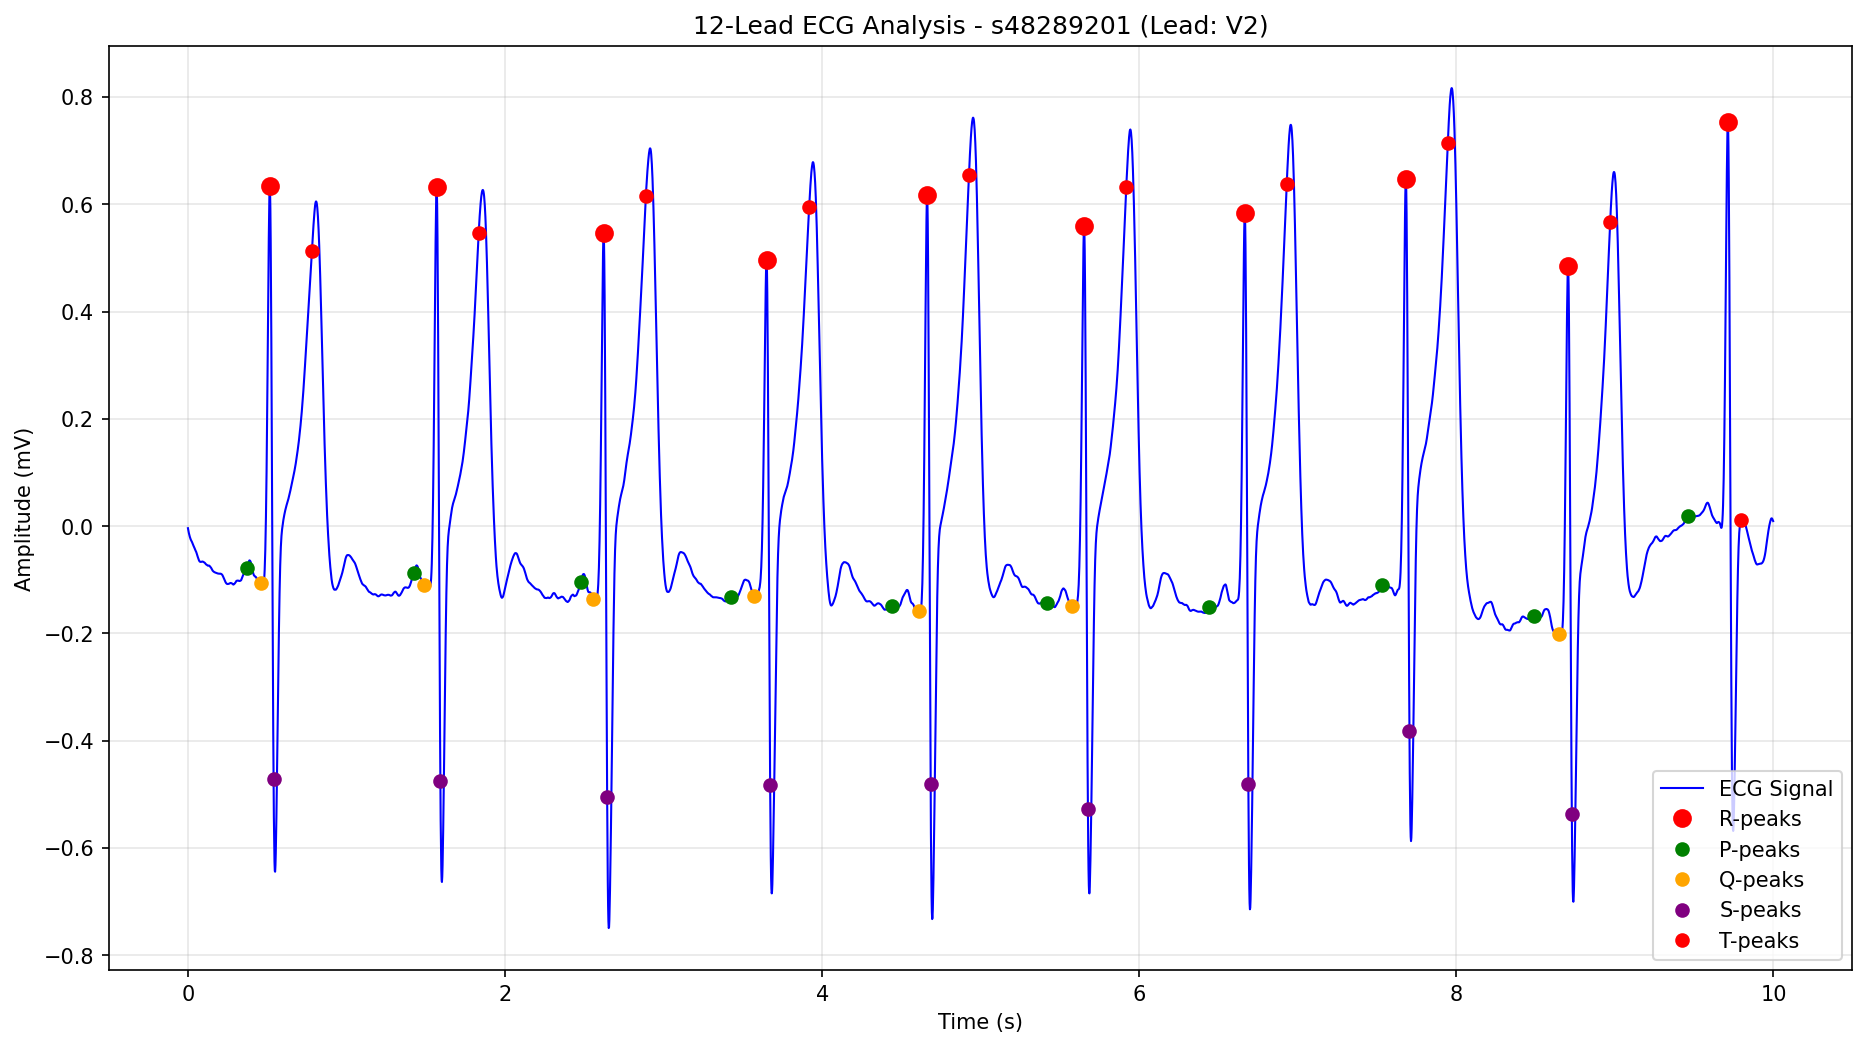 12-Lead ECG Analysis - s48289201 (Lead: V2)
Amplitude (mV)
0.8
0.6
0.4
0.2
0.0
−0.2
−0.4
−0.6
−0.8
0 2 4 6 8 10
Time (s)
ECG Signal
R-peaks
P-peaks
Q-peaks
S-peaks
T-peaks